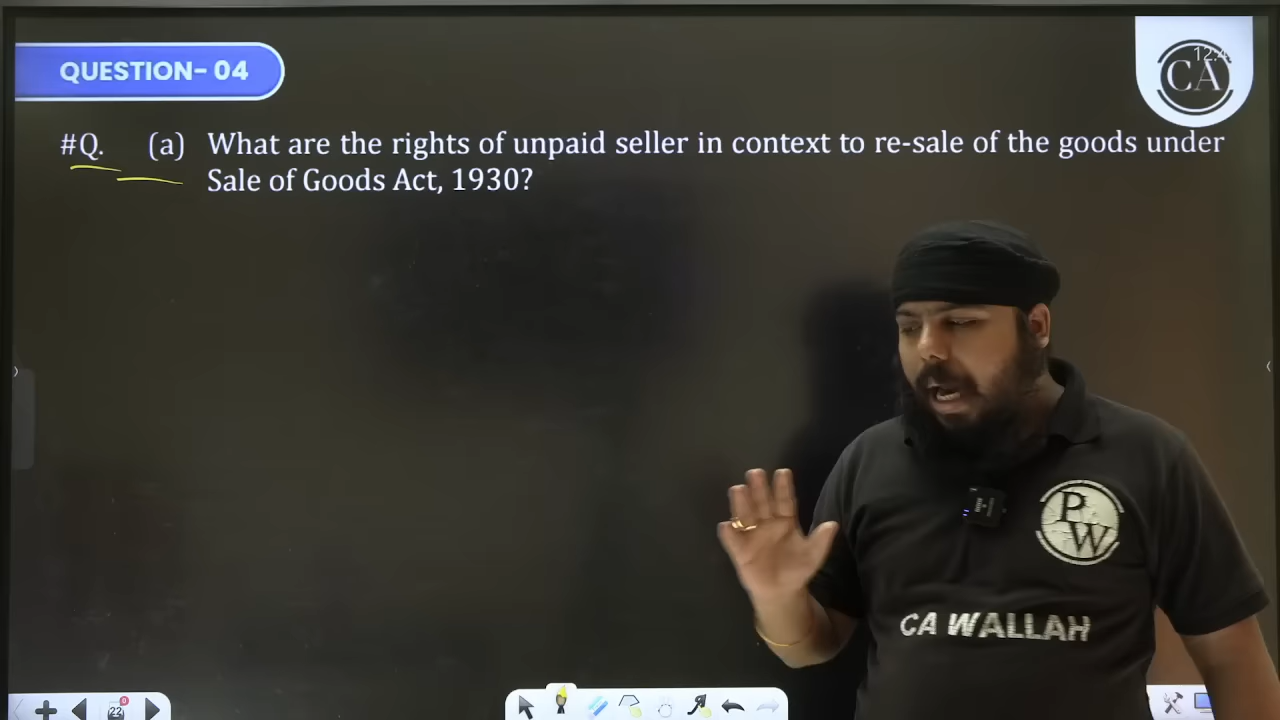 QUESTION- 04
CA
#Q. (a) What are the rights of unpaid seller in context to re-sale of the goods under
Sale of Goods Act, 1930?
PW
CA WALLAH
22